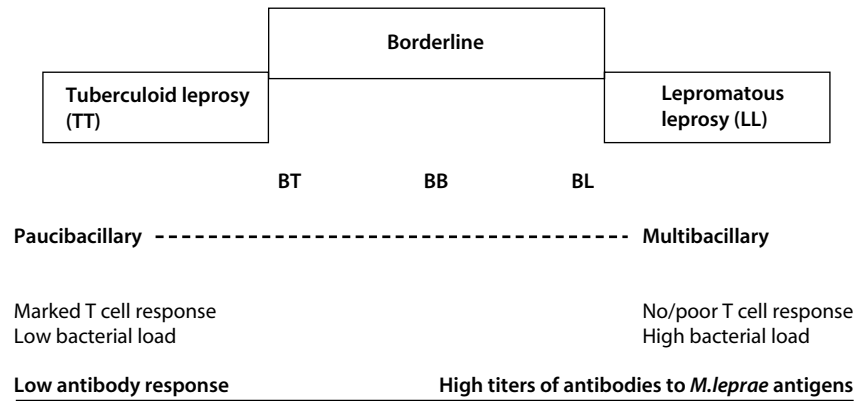 Borderline
Tuberculoid leprosy
(TT)
Lepromatous
leprosy (LL)
BT BB BL
Paucibacillary Multibacillary
Marked T cell response
Low bacterial load
No/poor T cell response
High bacterial load
Low antibody response High titers of antibodies to M.leprae antigens